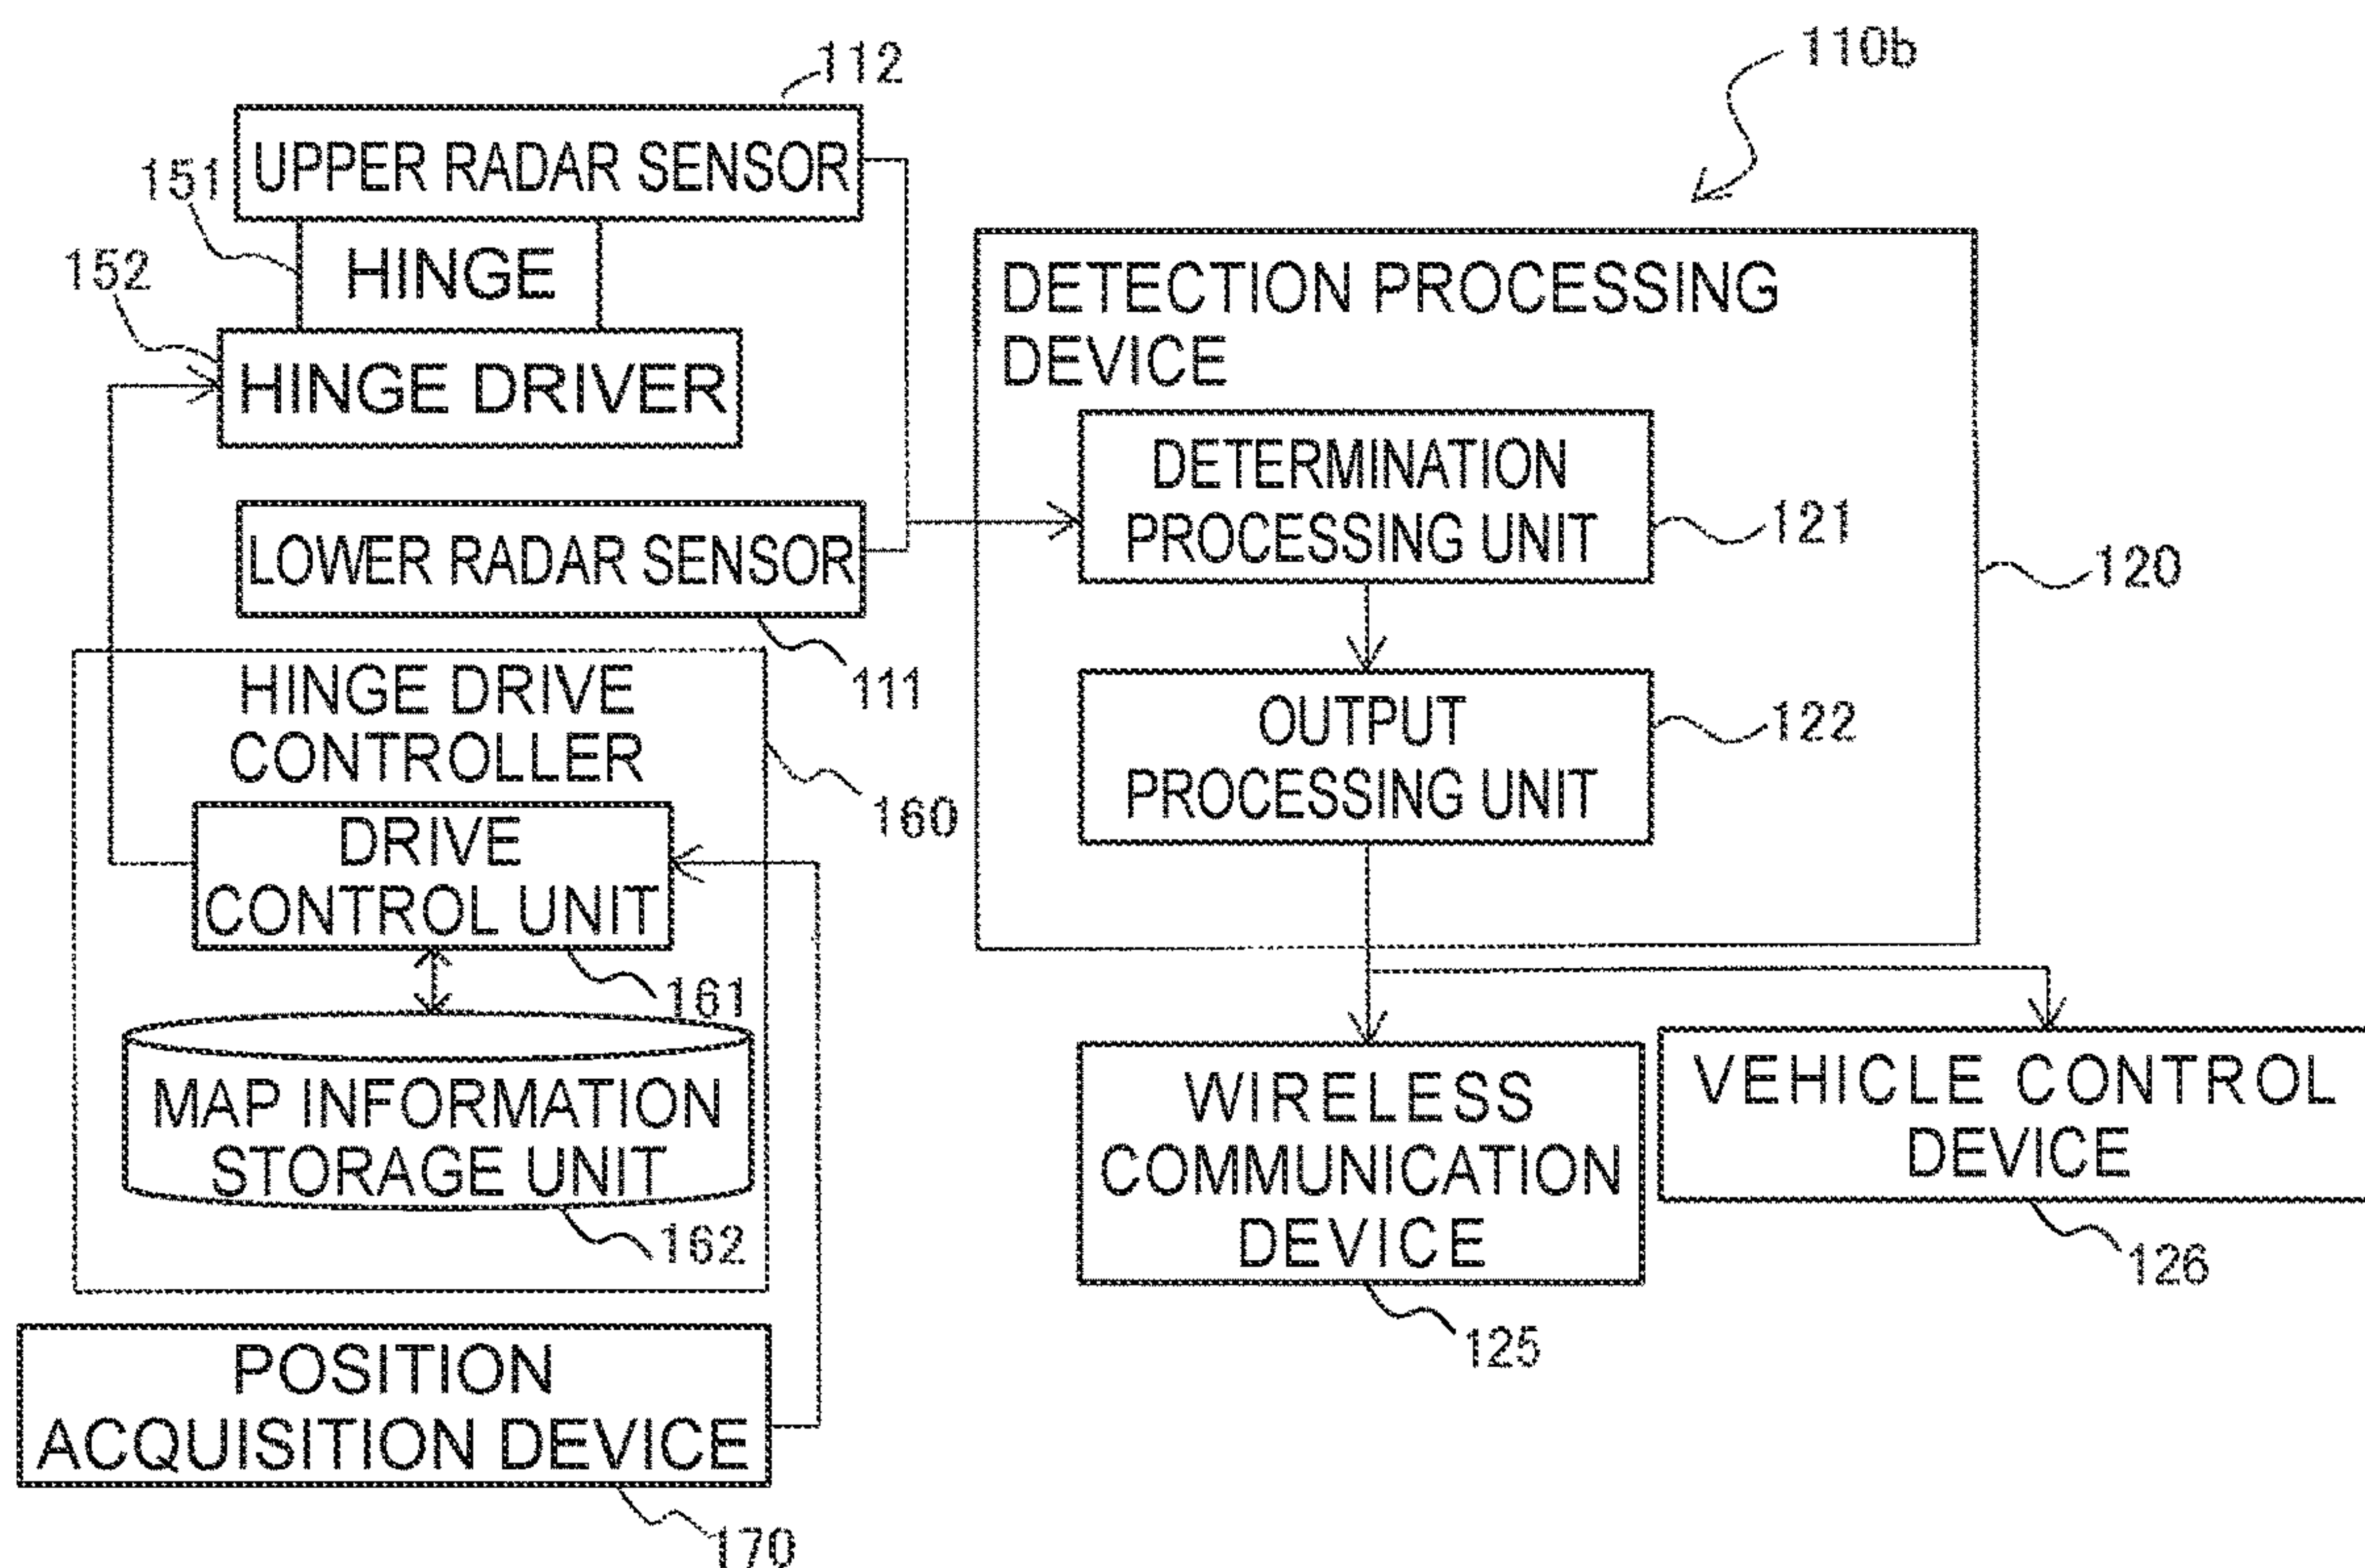 110b
112
UPPER RADAR SENSOR
151
HINGE
152
HINGE DRIVER
LOWER RADAR SENSOR
111
HINGE DRIVE
CONTROLLER
160
DRIVE
CONTROL UNIT
161
MAP INFORMATION
STORAGE UNIT
162
POSITION
ACQUISITION DEVICE
170
DETECTION PROCESSING
DEVICE
DETERMINATION
PROCESSING UNIT
121
120
OUTPUT
PROCESSING UNIT
122
WIRELESS
COMMUNICATION
DEVICE
125
VEHICLE CONTROL
DEVICE
126